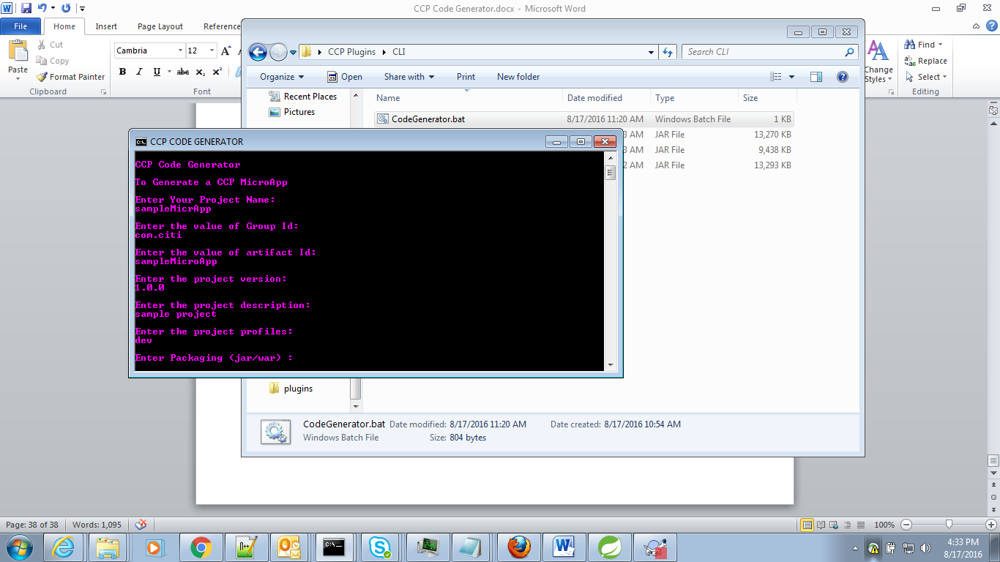 CCP Code Generator.docx - Microsoft Word
File Home Insert Page Layout Reference
Paste
Cut
Copy
Format Painter
Clipboard
Cambria 12 A
B I U abc x₂ x²
Font
Change Styles
Find
Replace
Select
Editing
CCP Plugins CLI
Search CLI
Organize Open Share with Print New folder
Recent Places
Pictures
plugins
Name Date modified Type Size
CodeGenerator.bat 8/17/2016 11:20 AM Windows Batch File 1 KB
3 AM JAR File 13,270 KB
3 AM JAR File 9,438 KB
2 AM JAR File 13,293 KB
CCP CODE GENERATOR
CCP Code Generator
To Generate a CCP MicroApp
Enter Your Project Name:
sampleMicrApp
Enter the value of Group Id:
com.citi
Enter the value of artifact Id:
sampleMicroApp
Enter the project version:
1.0.0
Enter the project description:
sample project
Enter the project profiles:
dev
Enter Packaging (jar/war) :
CodeGenerator.bat Date modified: 8/17/2016 11:20 AM Date created: 8/17/2016 10:54 AM
Windows Batch File Size: 804 bytes
Page: 38 of 38 Words: 1,095 100%
4:33 PM
8/17/2016